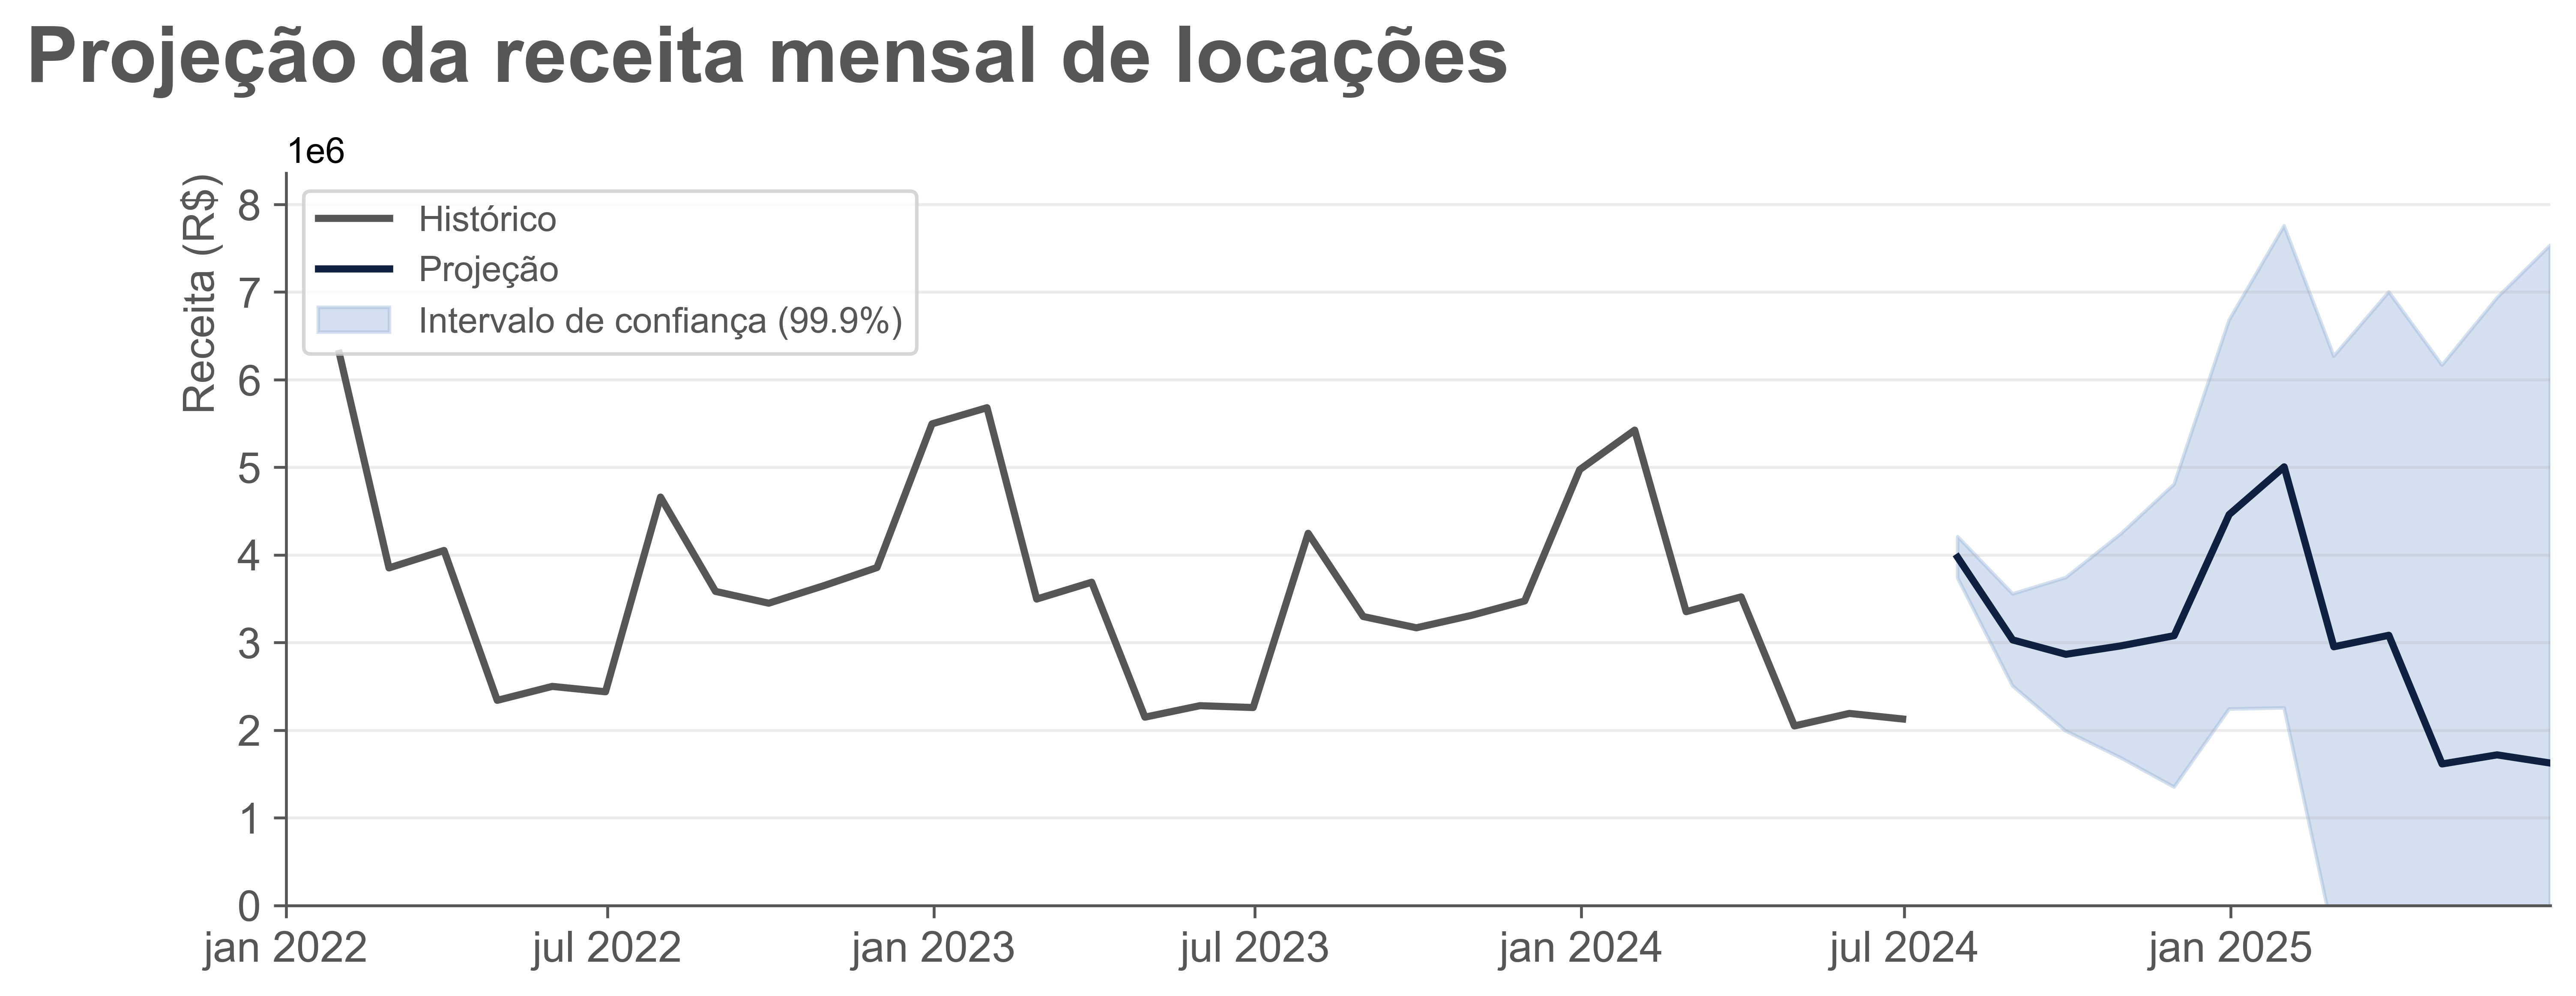 Projeção da receita mensal de locações
1e6
Receita (R$)
8
7
6
5
4
3
2
1
0
Histórico
Projeção
Intervalo de confiança (99.9%)
jan 2022
jul 2022
jan 2023
jul 2023
jan 2024
jul 2024
jan 2025